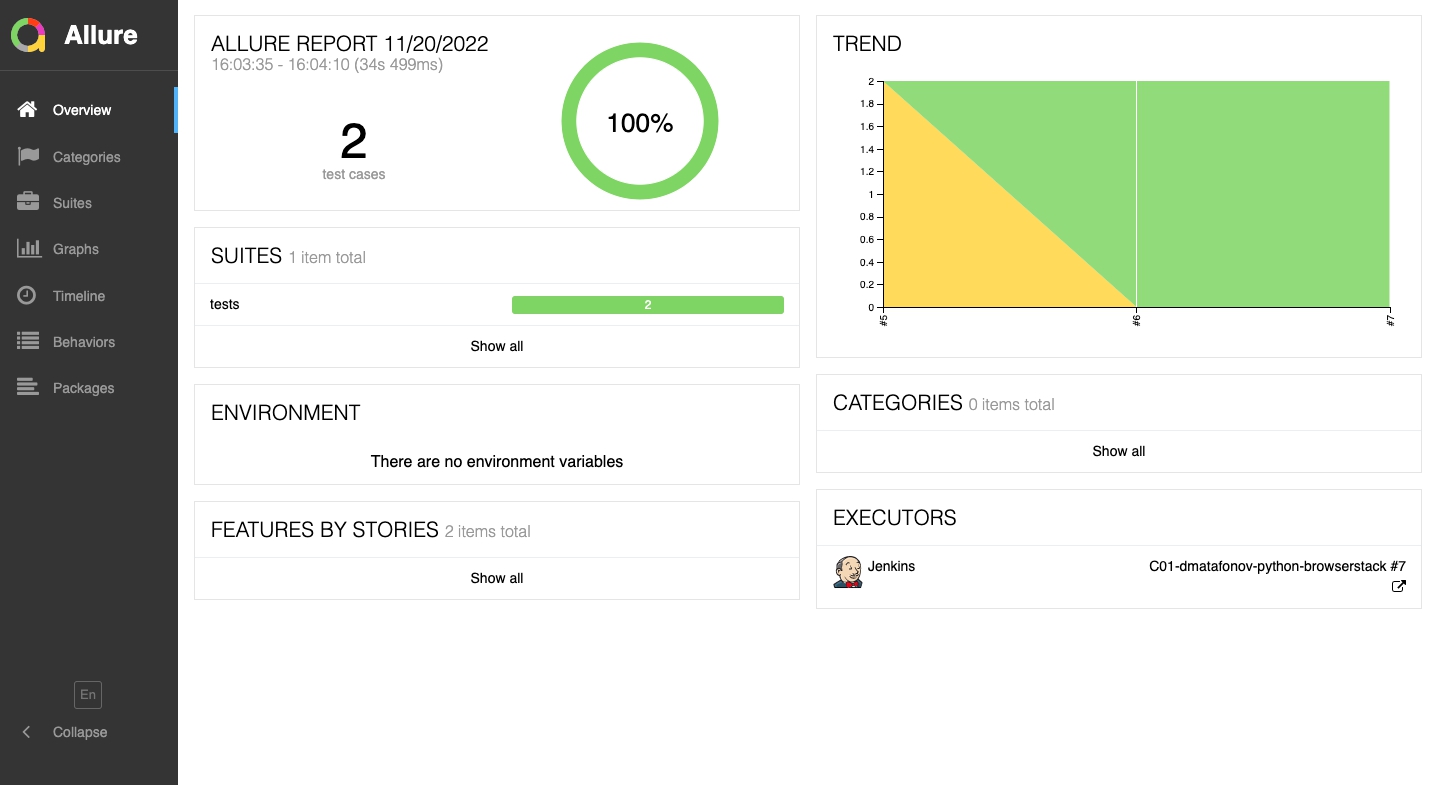 Allure
Overview
Categories
Suites
Graphs
Timeline
Behaviors
Packages
En
Collapse
ALLURE REPORT 11/20/2022
16:03:35 - 16:04:10 (34s 499ms)
2
test cases
100%
SUITES 1 item total
tests 2
Show all
ENVIRONMENT
There are no environment variables
FEATURES BY STORIES 2 items total
Show all
TREND
2
1.8
1.6
1.4
1.2
1
0.8
0.6
0.4
0.2
0
#5
#6
#7
CATEGORIES 0 items total
Show all
EXECUTORS
Jenkins C01-dmatafonov-python-browserstack #7